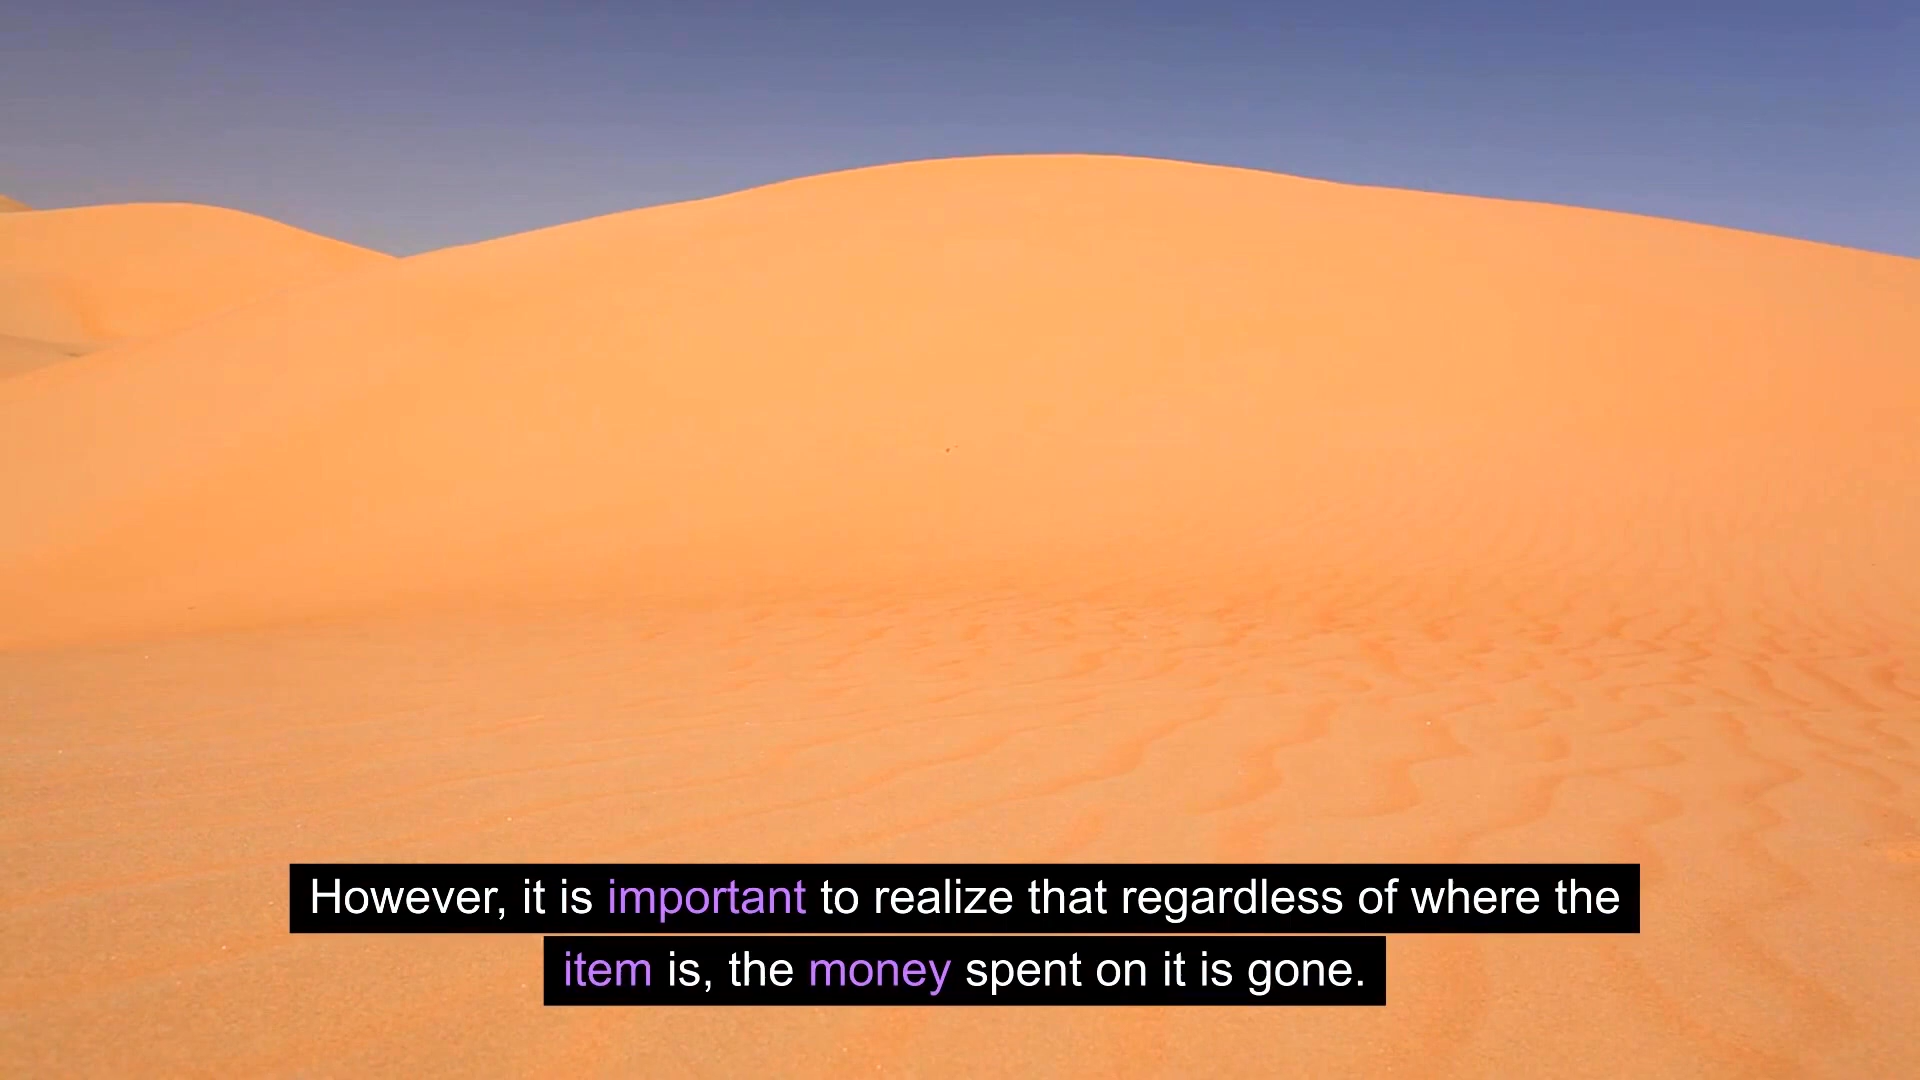 However, it is important to realize that regardless of where the
item is, the money spent on it is gone.